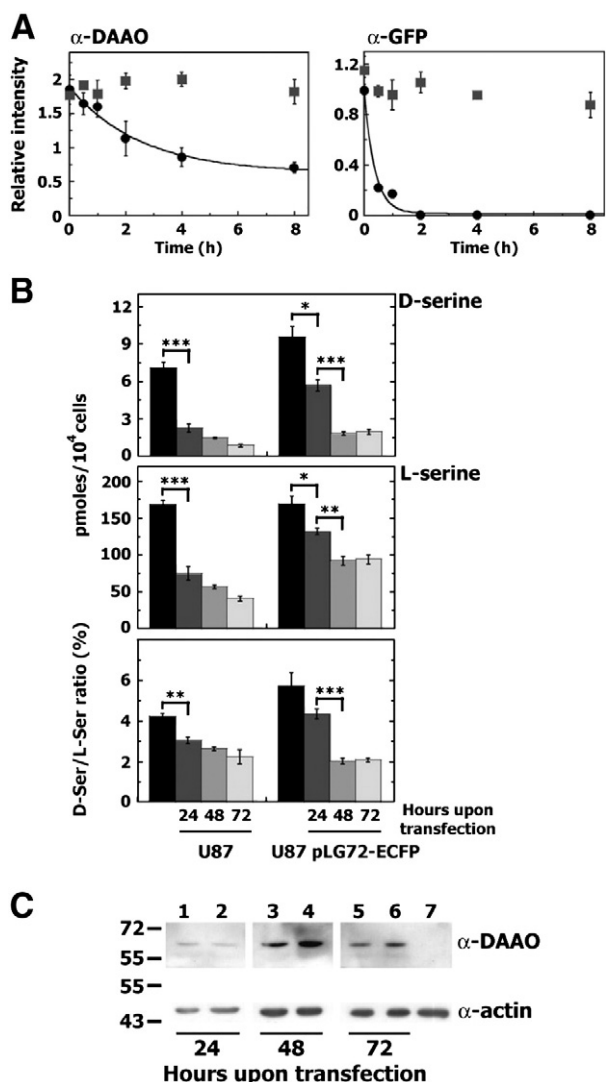 A
α-DAAO
α-GFP
Relative intensity
2
1.5
1
0.5
0
0 2 4 6 8
Time (h)
1.2
0.8
0.4
0
0 2 4 6 8
Time (h)
B
D-serine
12
9
6
3
0
***
*
***
pmoles/10⁴ cells
L-serine
200
150
100
50
0
***
*
**
D-Ser/L-Ser ratio (%)
6
4
2
0
**
***
24 48 72
24 48 72
Hours upon
transfection
U87
U87 pLG72-ECFP
C
1 2 3 4 5 6 7
72
55
α-DAAO
55
43
α-actin
24
48
72
Hours upon transfection